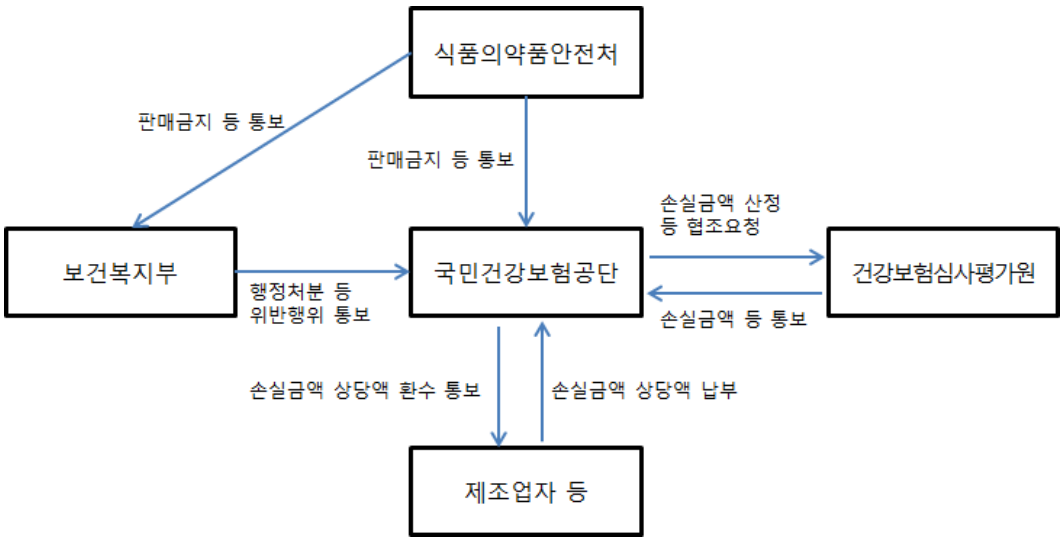 식품의약품안전처
판매금지 등 통보
판매금지 등 통보
손실금액 산정
등 협조요청
보건복지부
국민건강보험공단
건강보험심사평가원
행정처분 등
위반행위 통보
손실금액 등 통보
손실금액 상당액 환수 통보
손실금액 상당액 납부
제조업자 등